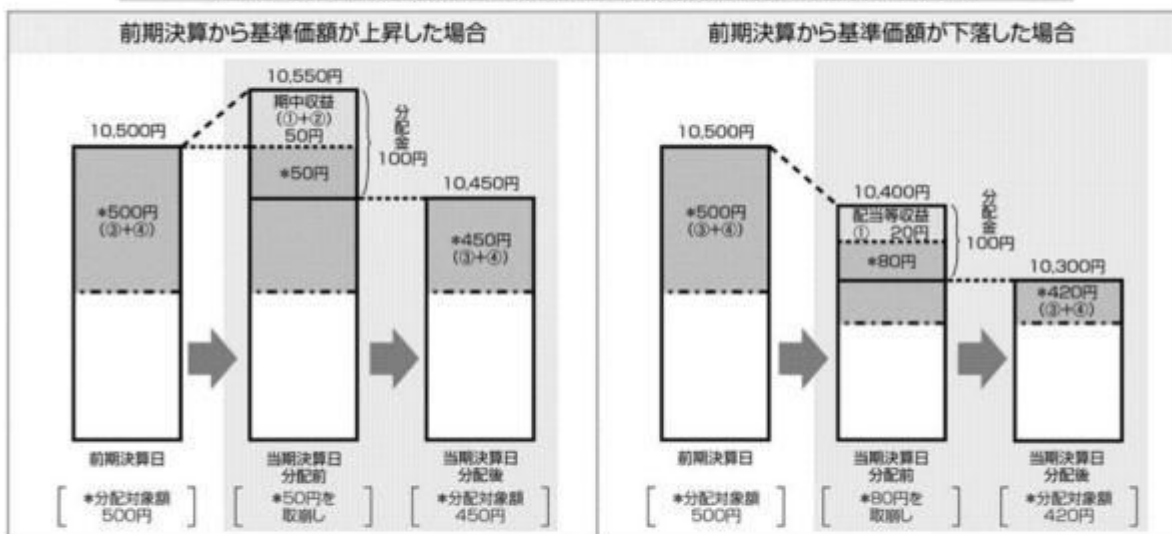 前期決算から基準価額が上昇した場合
10,550円
期中収益
(①+②)
50円
分配金
100円
10,500円
*50円
10,450円
*500円
(③+④)
*450円
(③+④)
前期決算日
当期決算日
分配前
当期決算日
分配後
*分配対象額
500円
*50円を
取崩し
*分配対象額
450円
前期決算から基準価額が下落した場合
10,500円
10,400円
配当等収益
① 20円
分配金
100円
*500円
(③+④)
*80円
10,300円
*420円
(③+④)
前期決算日
当期決算日
分配前
当期決算日
分配後
*分配対象額
500円
*80円を
取崩し
*分配対象額
420円